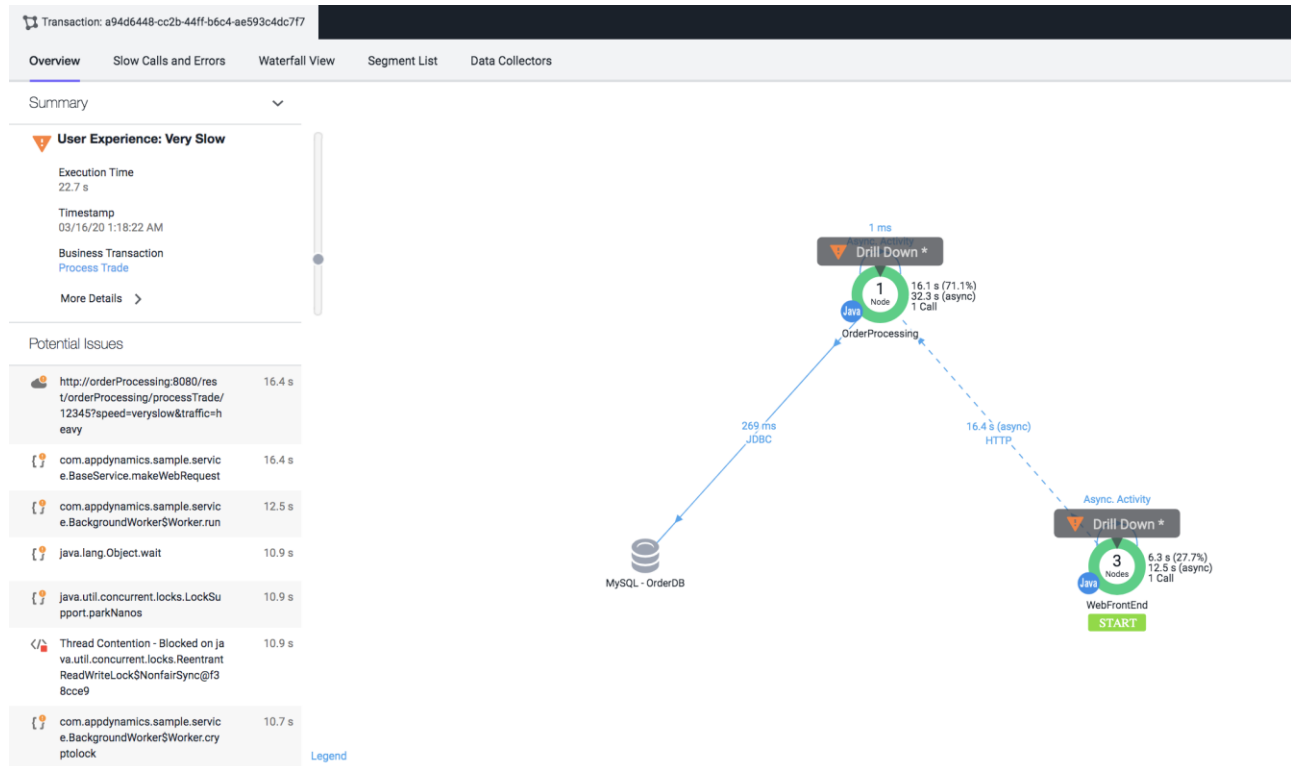 Transaction: a94d6448-cc2b-44ff-b6c4-ae593c4dc7f7
Overview
Slow Calls and Errors
Waterfall View
Segment List
Data Collectors
Summary
User Experience: Very Slow
Execution Time
22.7 s
Timestamp
03/16/20 1:18:22 AM
Business Transaction
Process Trade
More Details
Potential Issues
http://orderProcessing:8080/res 16.4 s
t/orderProcessing/processTrade/
12345?speed=veryslow&traffic=h
eavy
com.appdynamics.sample.servic 16.4 s
e.BaseService.makeWebRequest
com.appdynamics.sample.servic 12.5 s
e.BackgroundWorker$Worker.run
java.lang.Object.wait 10.9 s
java.util.concurrent.locks.LockSu 10.9 s
pport.parkNanos
Thread Contention - Blocked on ja 10.9 s
va.util.concurrent.locks.Reentrant
ReadWriteLock$NonfairSync@f3
8cce9
com.appdynamics.sample.servic 10.7 s
e.BackgroundWorker$Worker.cry
ptolock
Legend
1 ms
Async. Activity
Drill Down *
1
Node
Java
16.1 s (71.1%)
32.3 s (async)
1 Call
OrderProcessing
269 ms
JDBC
16.4 s (async)
HTTP
MySQL - OrderDB
Async. Activity
Drill Down *
3
Nodes
Java
6.3 s (27.7%)
12.5 s (async)
1 Call
WebFrontEnd
START